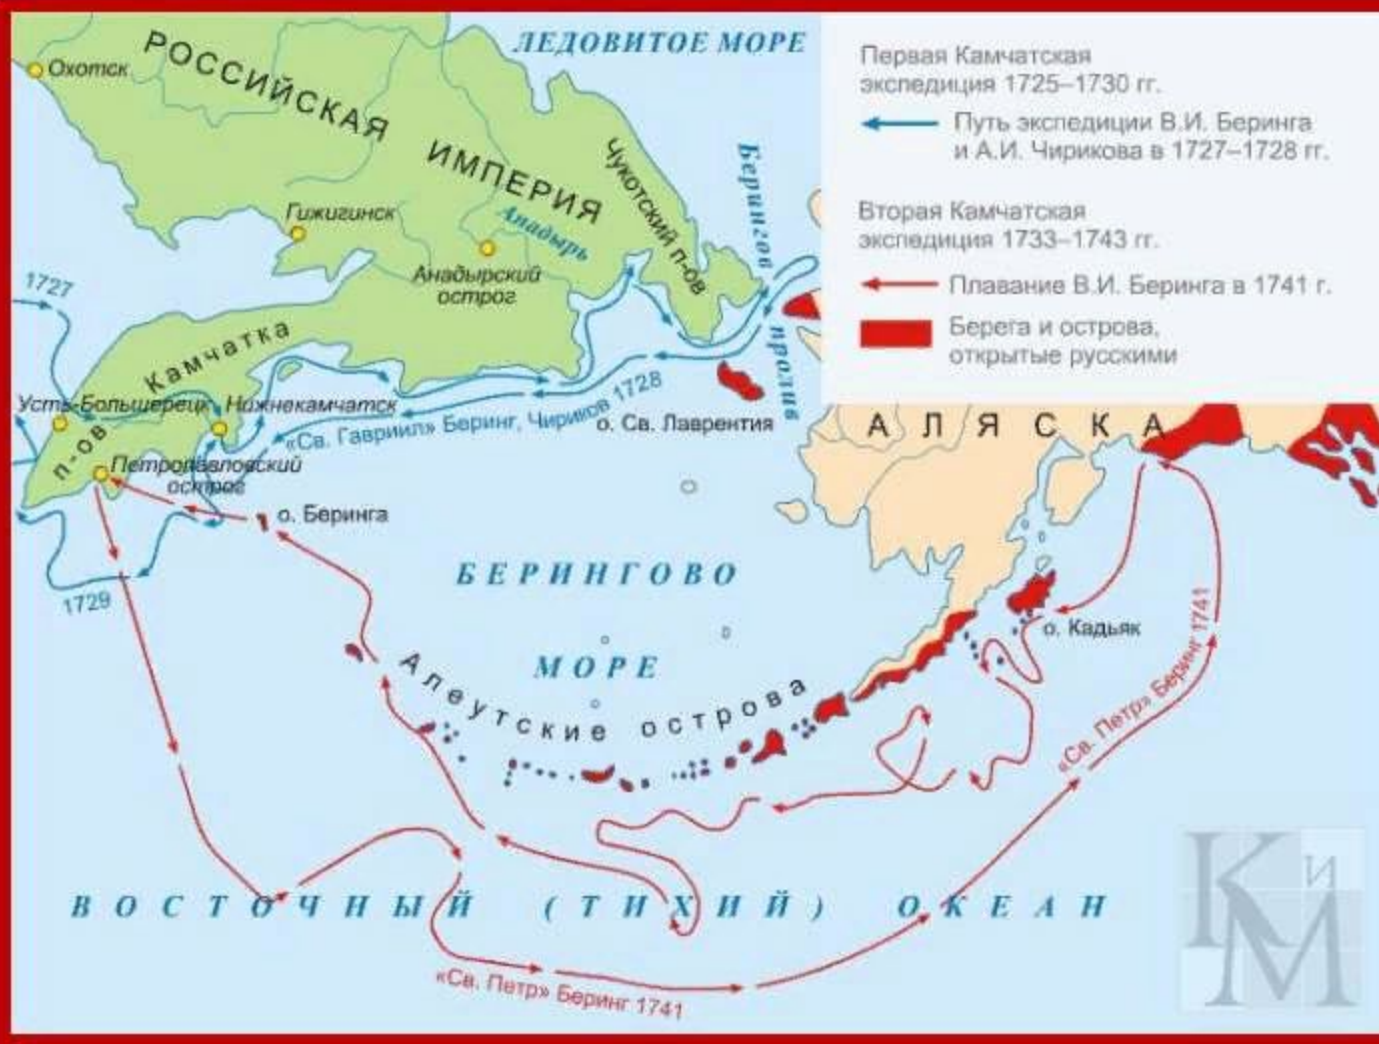 ЛЕДОВИТОЕ МОРЕ
Охотск
РОССИЙСКАЯ
ИМПЕРИЯ
Чукотский п-ов
Берингов
пролив
Гижигинск
Анадырь
Анадырский
острог
1727
п-ов Камчатка
Усть-Большерецк
Нижнекамчатск
«Св. Гавриил» Беринг, Чириков 1728
о. Св. Лаврентия
Петропавловский
острог
о. Беринга
1729
Первая Камчатская
экспедиция 1725–1730 гг.
Путь экспедиции В.И. Беринга
и А.И. Чирикова в 1727–1728 гг.
Вторая Камчатская
экспедиция 1733–1743 гг.
Плавание В.И. Беринга в 1741 г.
Берега и острова,
открытые русскими
АЛЯСКА
БЕРИНГОВО
МОРЕ
о. Кадьяк
Алеутские острова
«Св. Петр» Беринг 1741
ВОСТОЧНЫЙ (ТИХИЙ) ОКЕАН
«Св. Петр» Беринг 1741
К И М